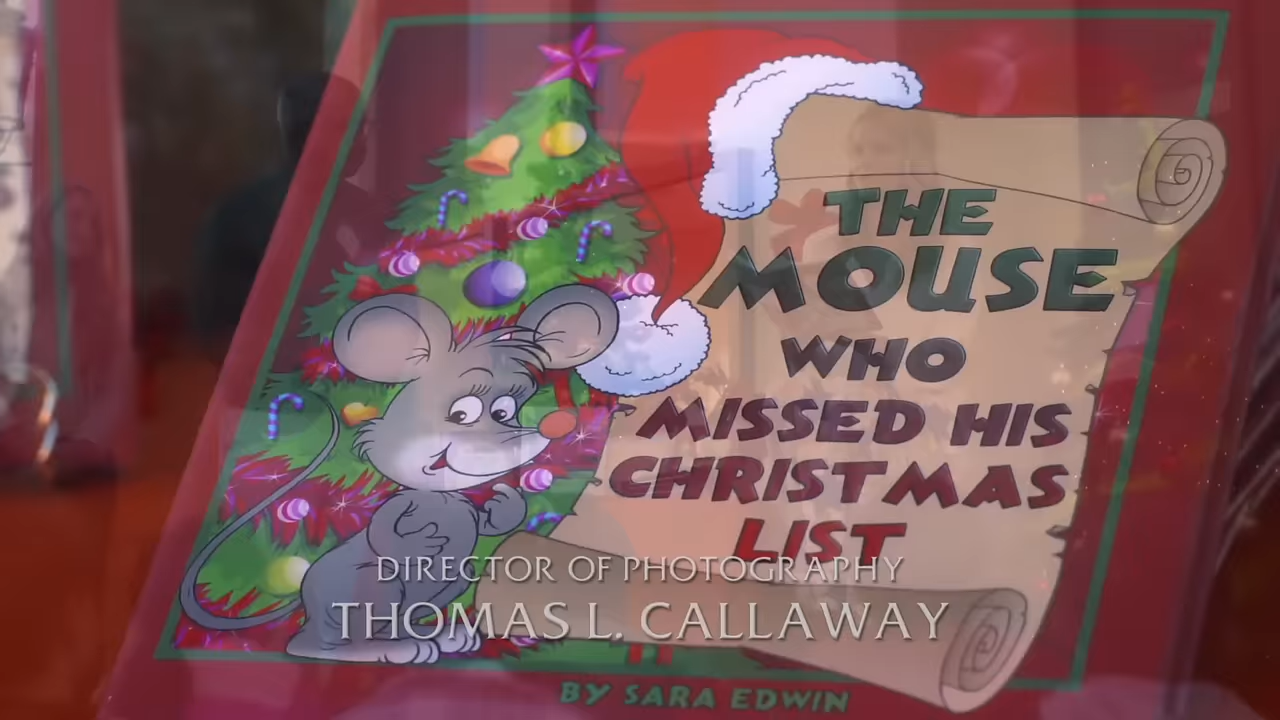 THE
MOUSE
WHO
MISSED HIS
CHRISTMAS
LIST
DIRECTOR OF PHOTOGRAPHY
THOMAS L. CALLAWAY
BY SARA EDWIN